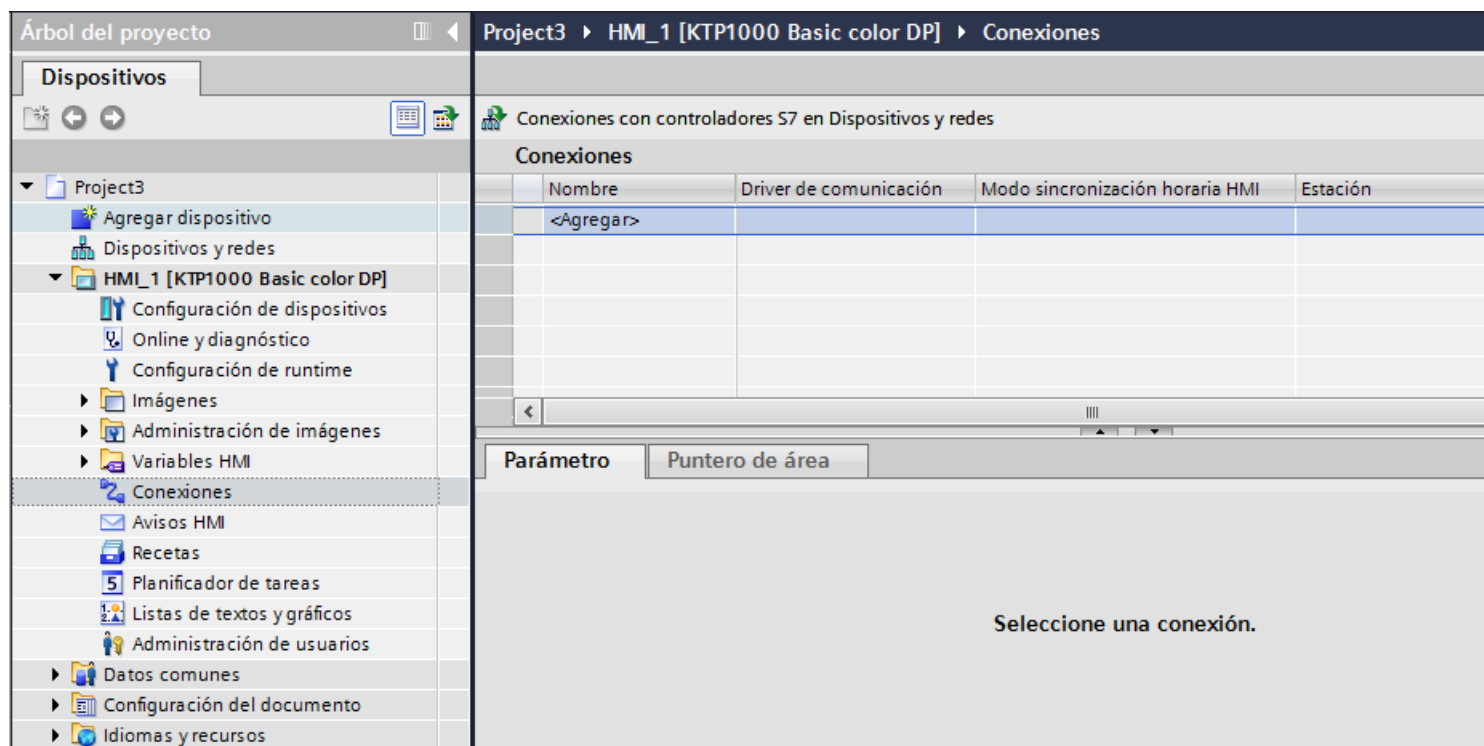 Árbol del proyecto
Dispositivos
Project3
Agregar dispositivo
Dispositivos y redes
HMI_1 [KTP1000 Basic color DP]
Configuración de dispositivos
Online y diagnóstico
Configuración de runtime
Imágenes
Administración de imágenes
Variables HMI
Conexiones
Avisos HMI
Recetas
Planificador de tareas
Listas de textos y gráficos
Administración de usuarios
Datos comunes
Configuración del documento
Idiomas y recursos
Project3 HMI_1 [KTP1000 Basic color DP] Conexiones
Conexiones con controladores S7 en Dispositivos y redes
Conexiones
Nombre Driver de comunicación Modo sincronización horaria HMI Estación
<Agregar>
Parámetro Puntero de área
Seleccione una conexión.